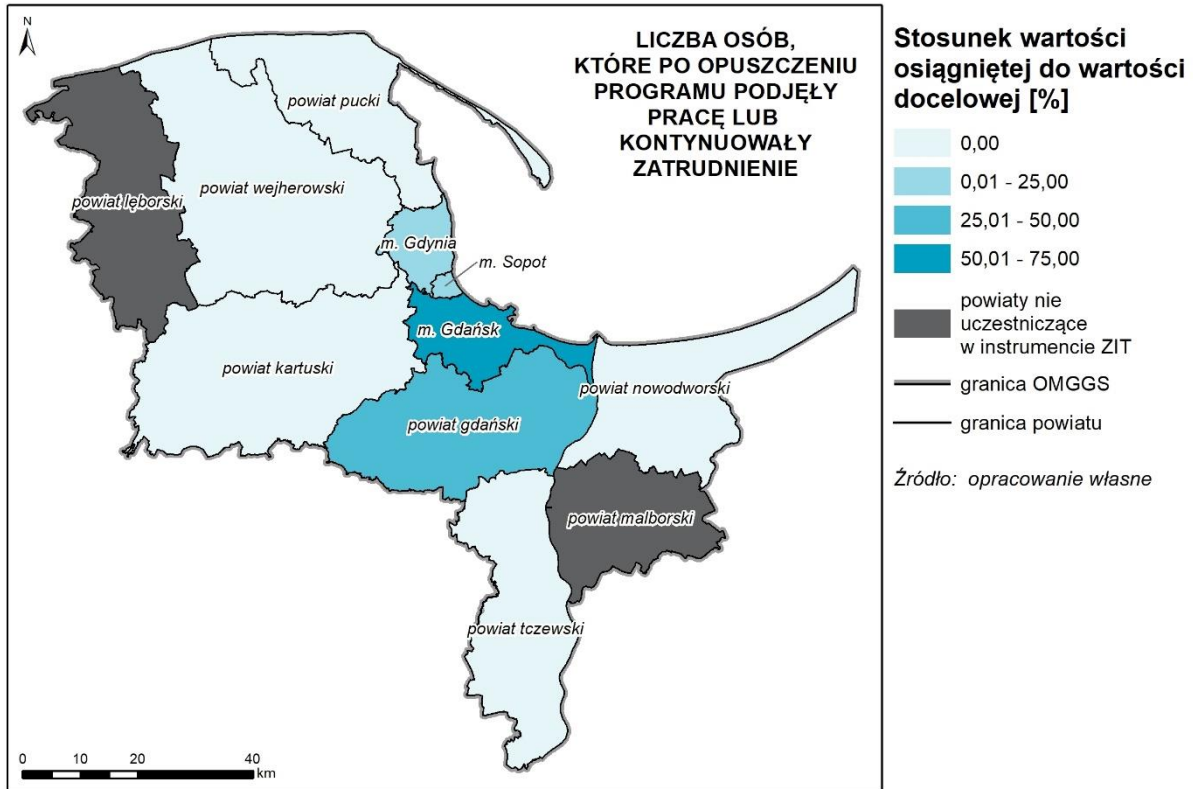 N
LICZBA OSÓB,
KTÓRE PO OPUSZCZENIU
PROGRAMU PODJĘŁY
PRACĘ LUB
KONTYNUOWAŁY
ZATRUDNIENIE
powiat pucki
powiat wejherowski
powiat lęborski
m. Gdynia
m. Sopot
m. Gdańsk
powiat kartuski
powiat nowodworski
powiat gdański
powiat malborski
powiat tczewski
0 10 20 40
km
Stosunek wartości
osiągniętej do wartości
docelowej [%]
0,00
0,01 - 25,00
25,01 - 50,00
50,01 - 75,00
powiaty nie
uczestniczące
w instrumencie ZIT
granica OMGGS
granica powiatu
Źródło: opracowanie własne